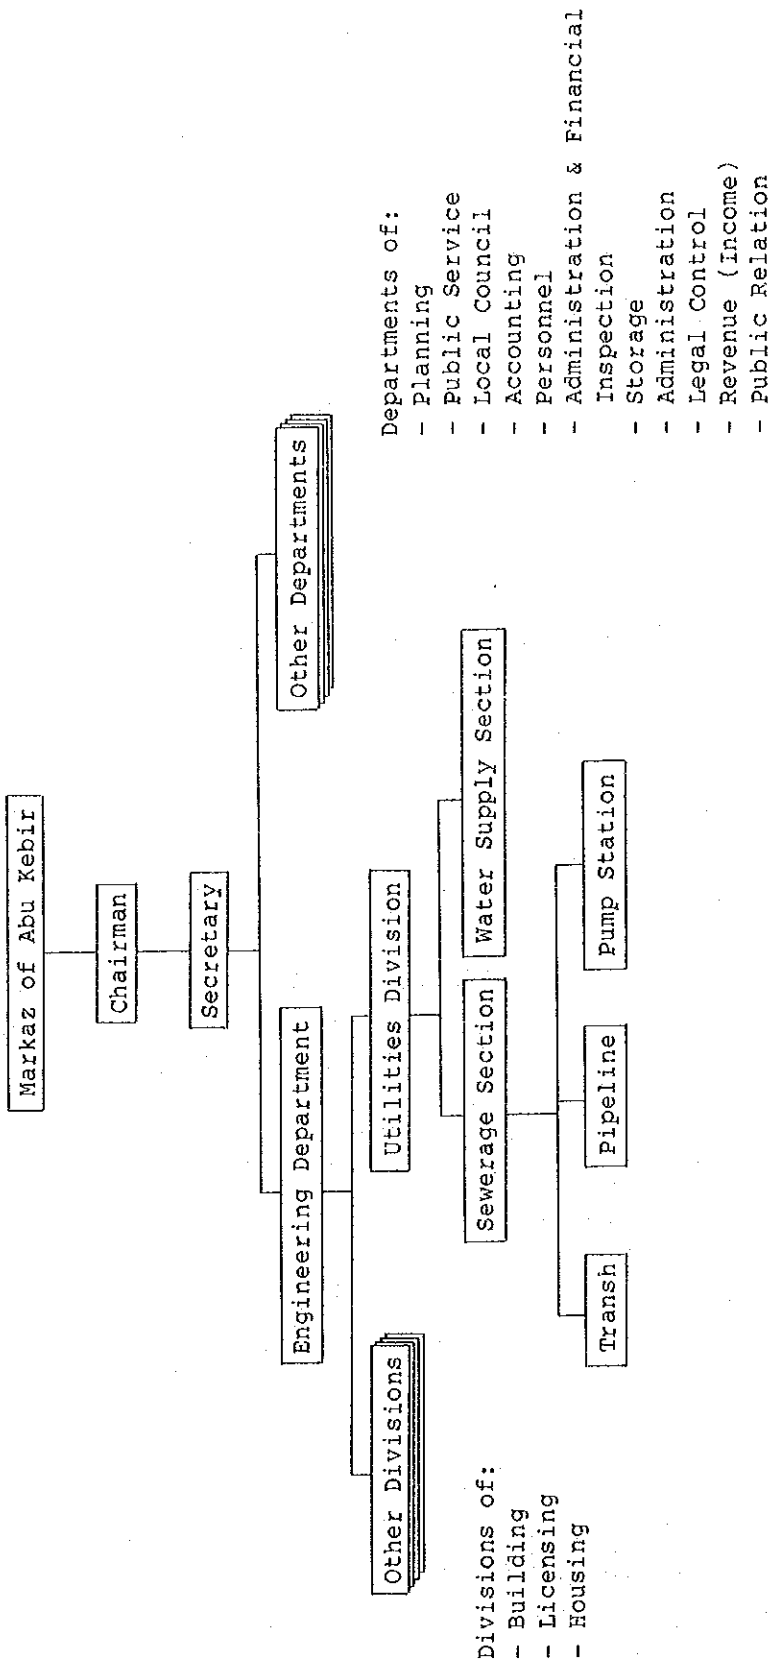 Markaz of Abu Kebir
Chairman
Secretary
Engineering Department
Other Departments
Other Divisions
Utilities Division
Departments of:
- Planning
- Public Service
- Local Council
- Accounting
- Personnel
- Administration & Financial
Inspection
- Storage
- Administration
- Legal Control
- Revenue (Income)
- Public Relation
Sewerage Section
Water Supply Section
Divisions of:
- Building
- Licensing
- Housing
Transh
Pipeline
Pump Station